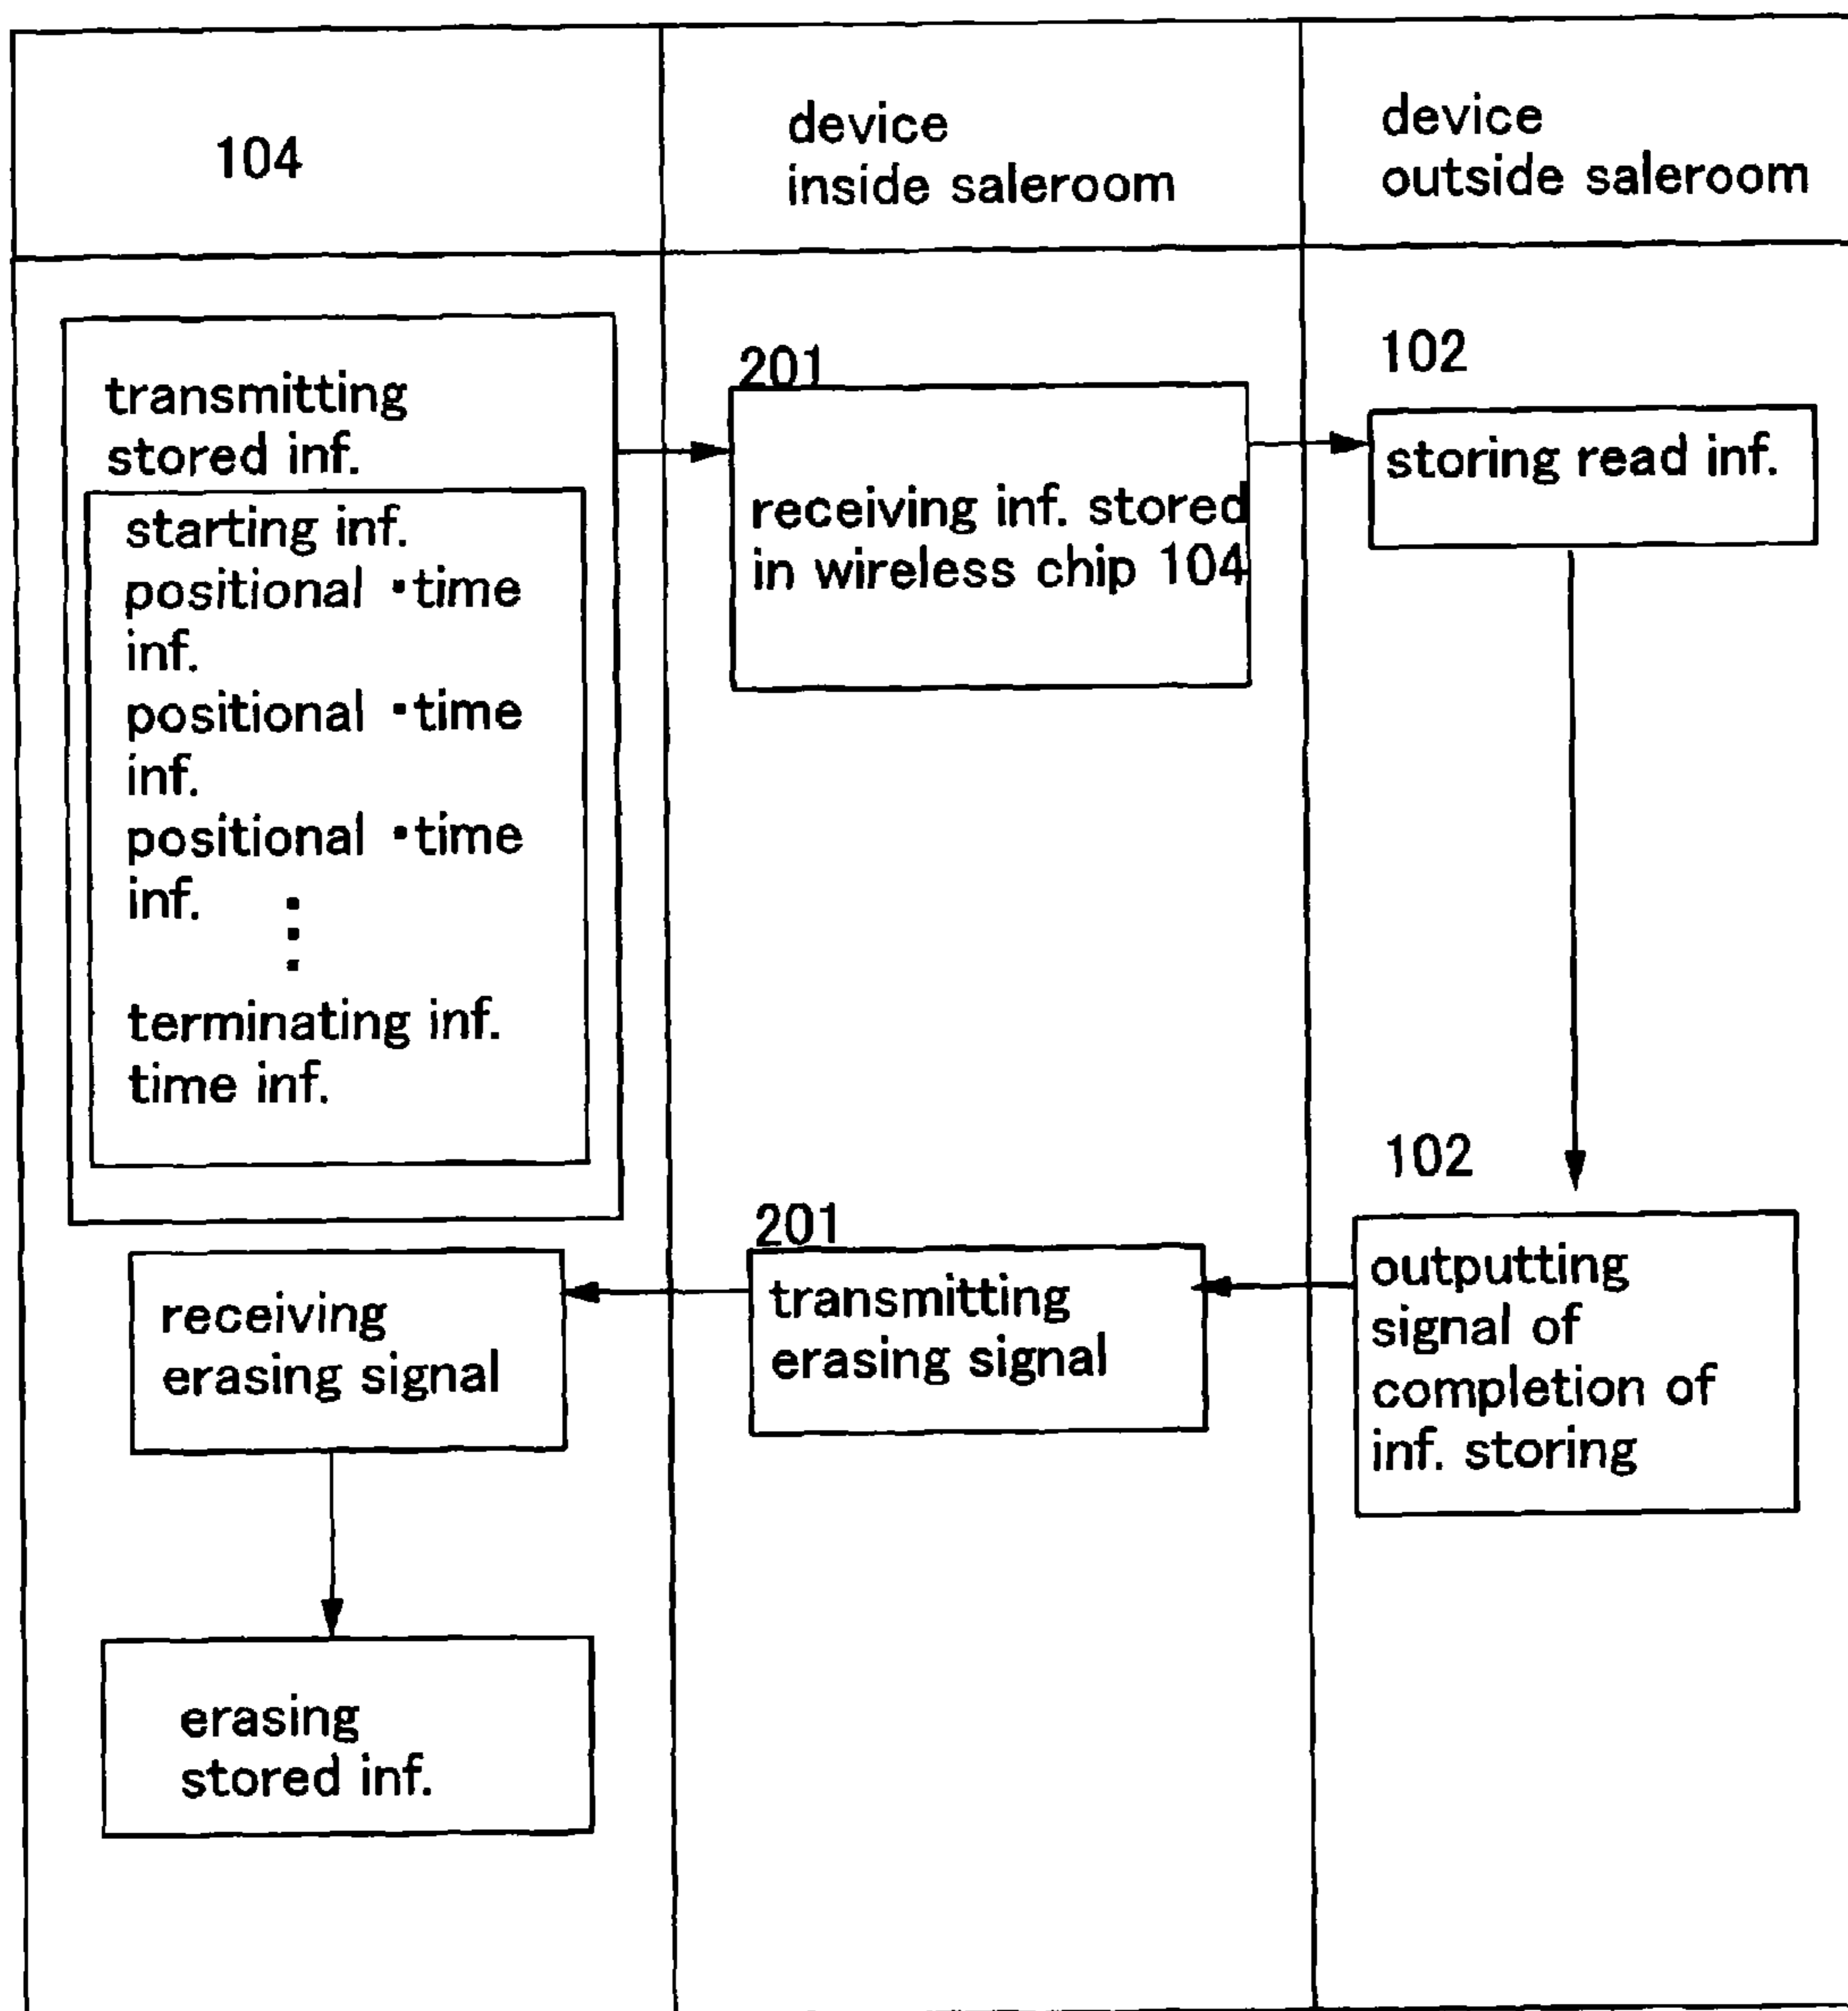 104
device
inside saleroom
device
outside saleroom
transmitting
stored inf.
starting inf.
positional ▪time
inf.
positional ▪time
inf.
positional ▪time
inf.
terminating inf.
time inf.
201
receiving inf. stored
in wireless chip 104
102
storing read inf.
102
outputting
signal of
completion of
inf. storing
201
transmitting
erasing signal
receiving
erasing signal
erasing
stored inf.